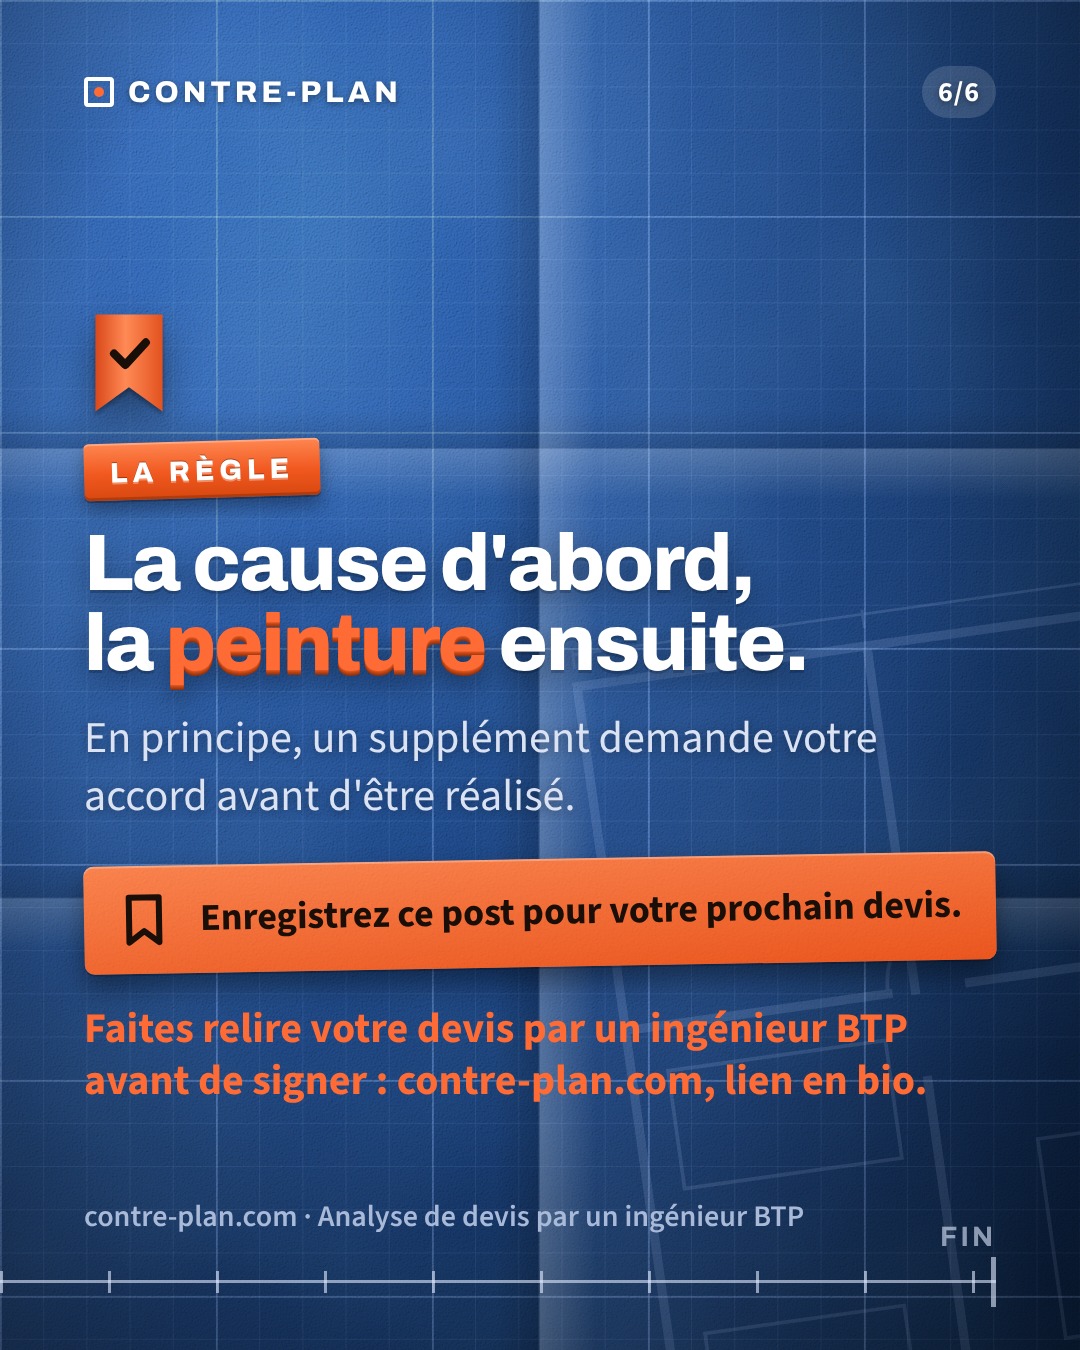 CONTRE-PLAN
6/6
LA RÈGLE
La cause d'abord,
la peinture ensuite.
En principe, un supplément demande votre
accord avant d'être réalisé.
Enregistrez ce post pour votre prochain devis.
Faites relire votre devis par un ingénieur BTP
avant de signer : contre-plan.com, lien en bio.
contre-plan.com · Analyse de devis par un ingénieur BTP
FIN